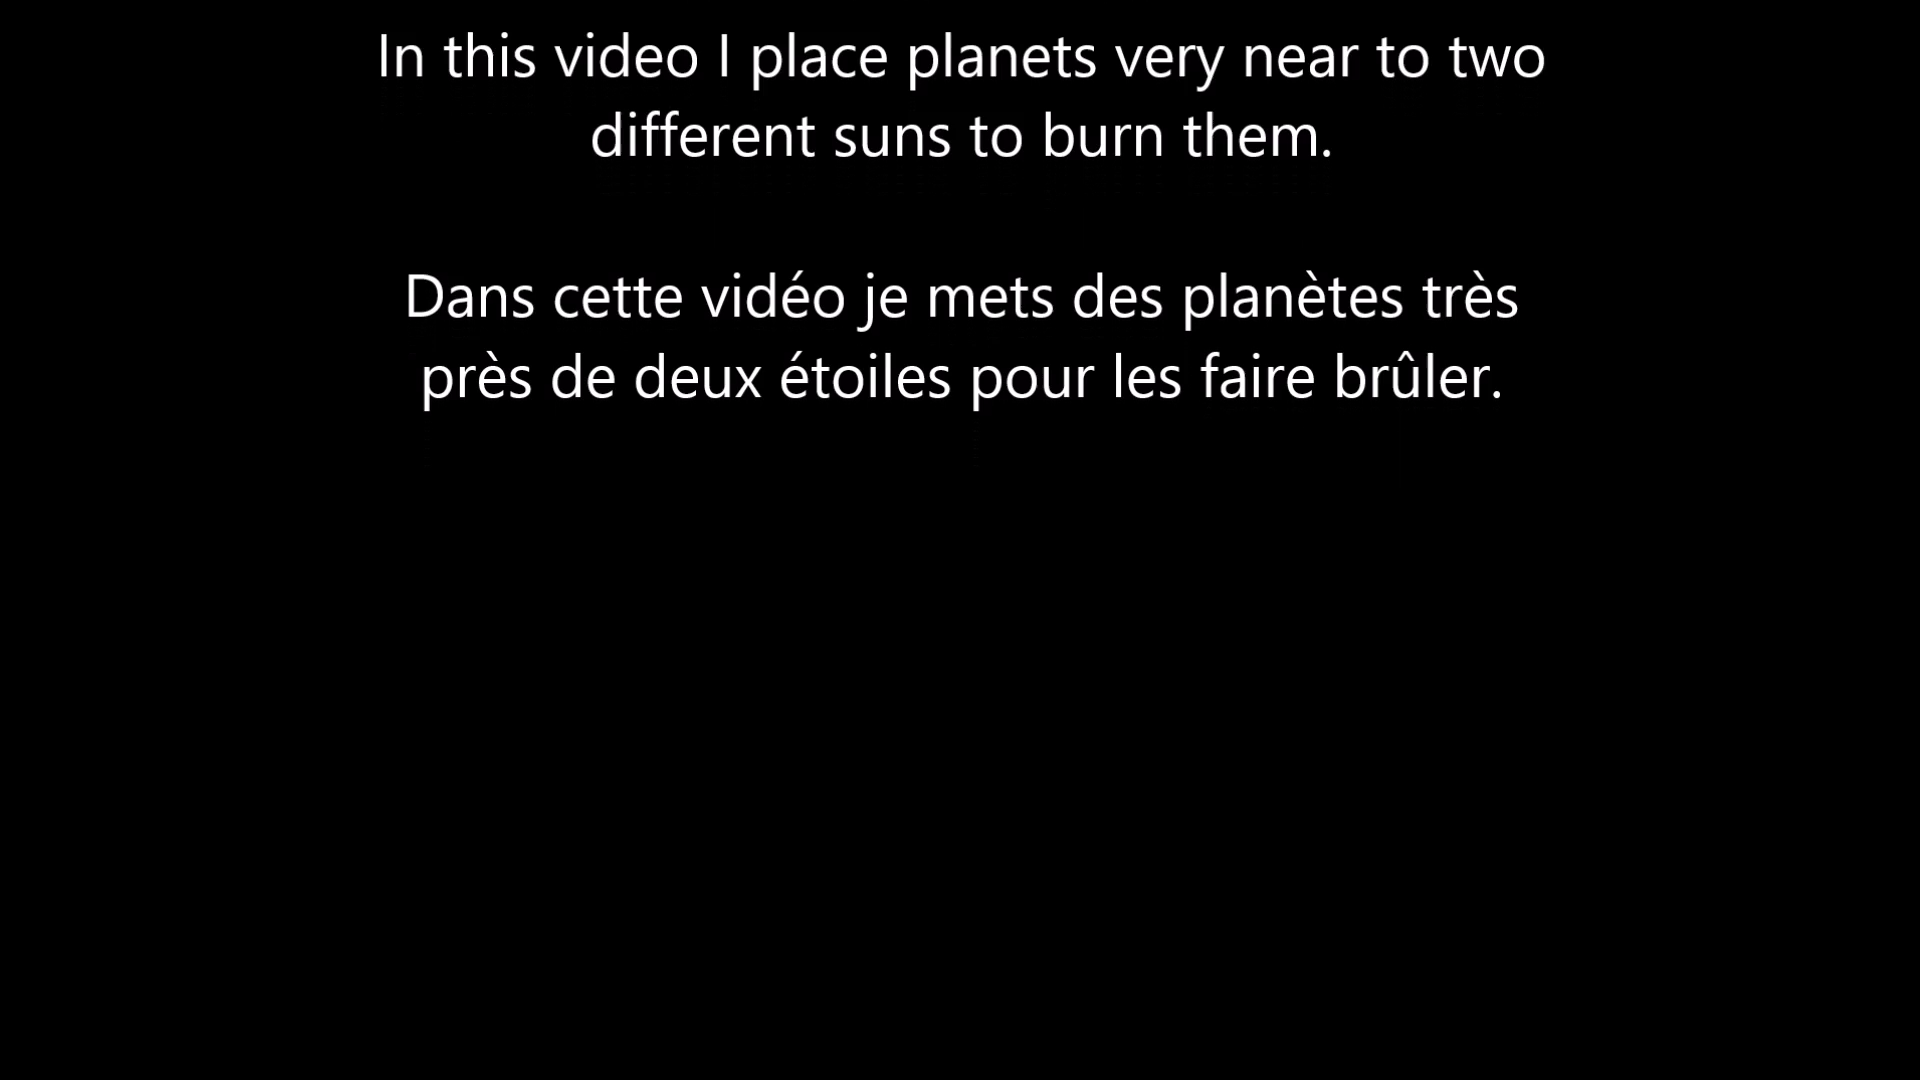 In this video I place planets very near to two
different suns to burn them.
Dans cette vidéo je mets des planètes très
près de deux étoiles pour les faire brûler.